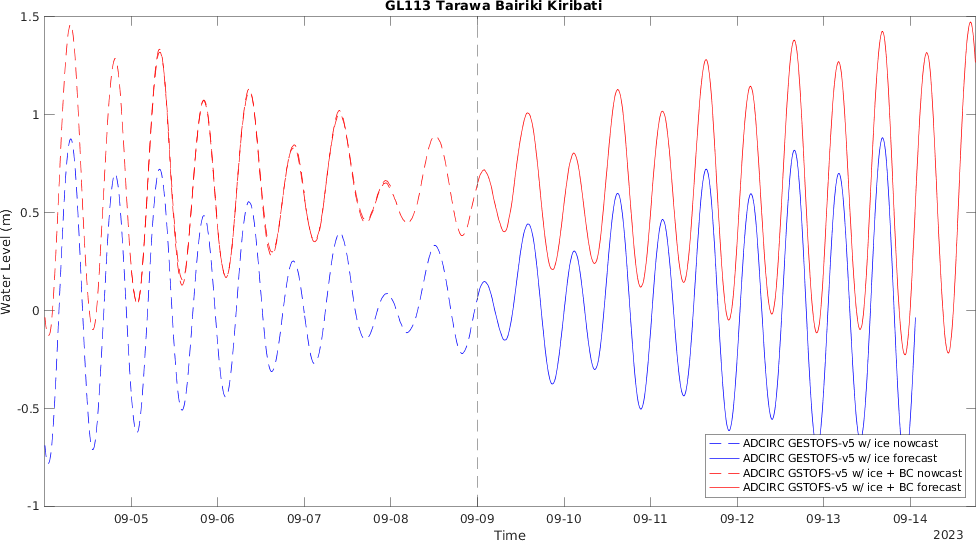 GL113 Tarawa Bairiki Kiribati
Water Level (m)
1.5
1
0.5
0
-0.5
-1
09-05
09-06
09-07
09-08
09-09
09-10
09-11
09-12
09-13
09-14
Time
2023
ADCIRC GESTOFS-v5 w/ ice nowcast
ADCIRC GESTOFS-v5 w/ ice forecast
ADCIRC GSTOFS-v5 w/ ice + BC nowcast
ADCIRC GSTOFS-v5 w/ ice + BC forecast